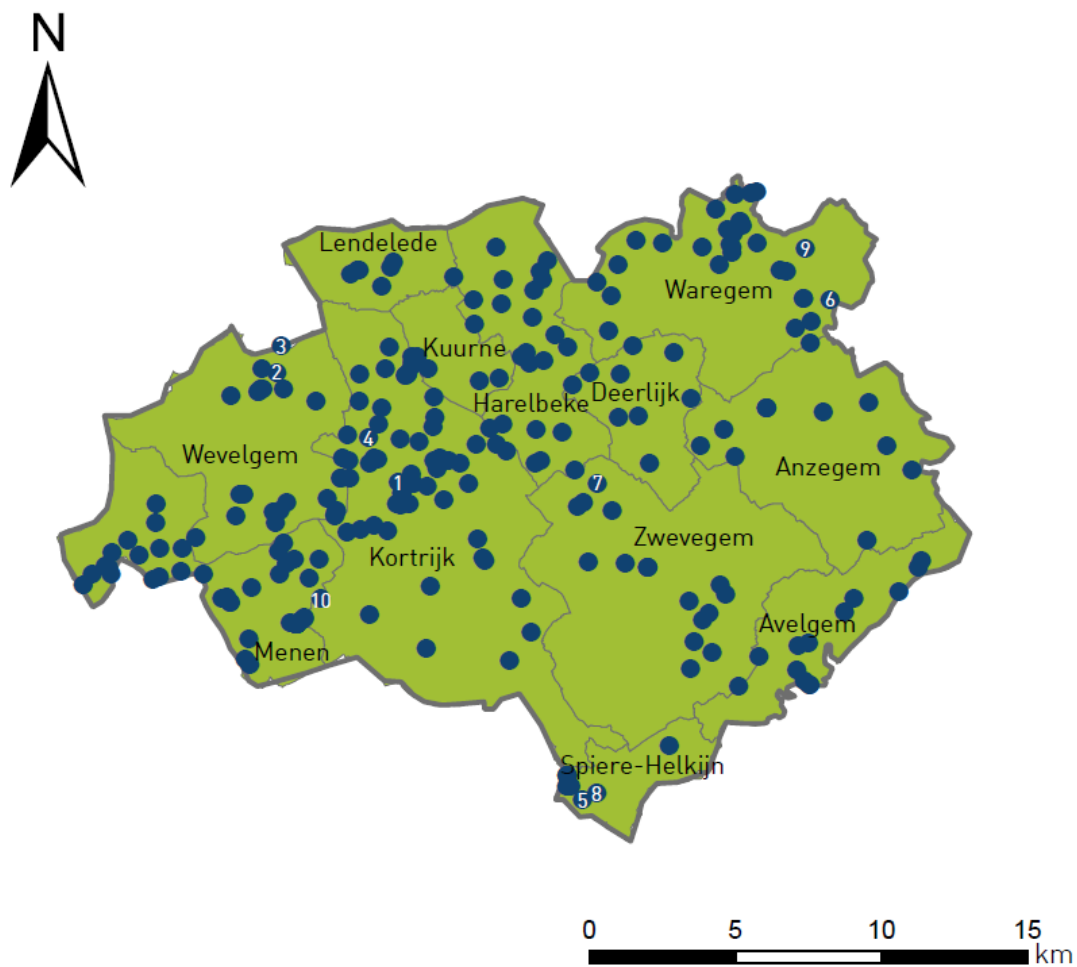 N
Lendelede
9
Waregem
6
3
Kuurne
2
Deerlijk
Harelbeke
4
Wevelgem
Anzegem
1
7
Zwevegem
Kortrijk
10
Avelgem
Menen
Spiere-Helkijn
5
8
0 5 10 15
km